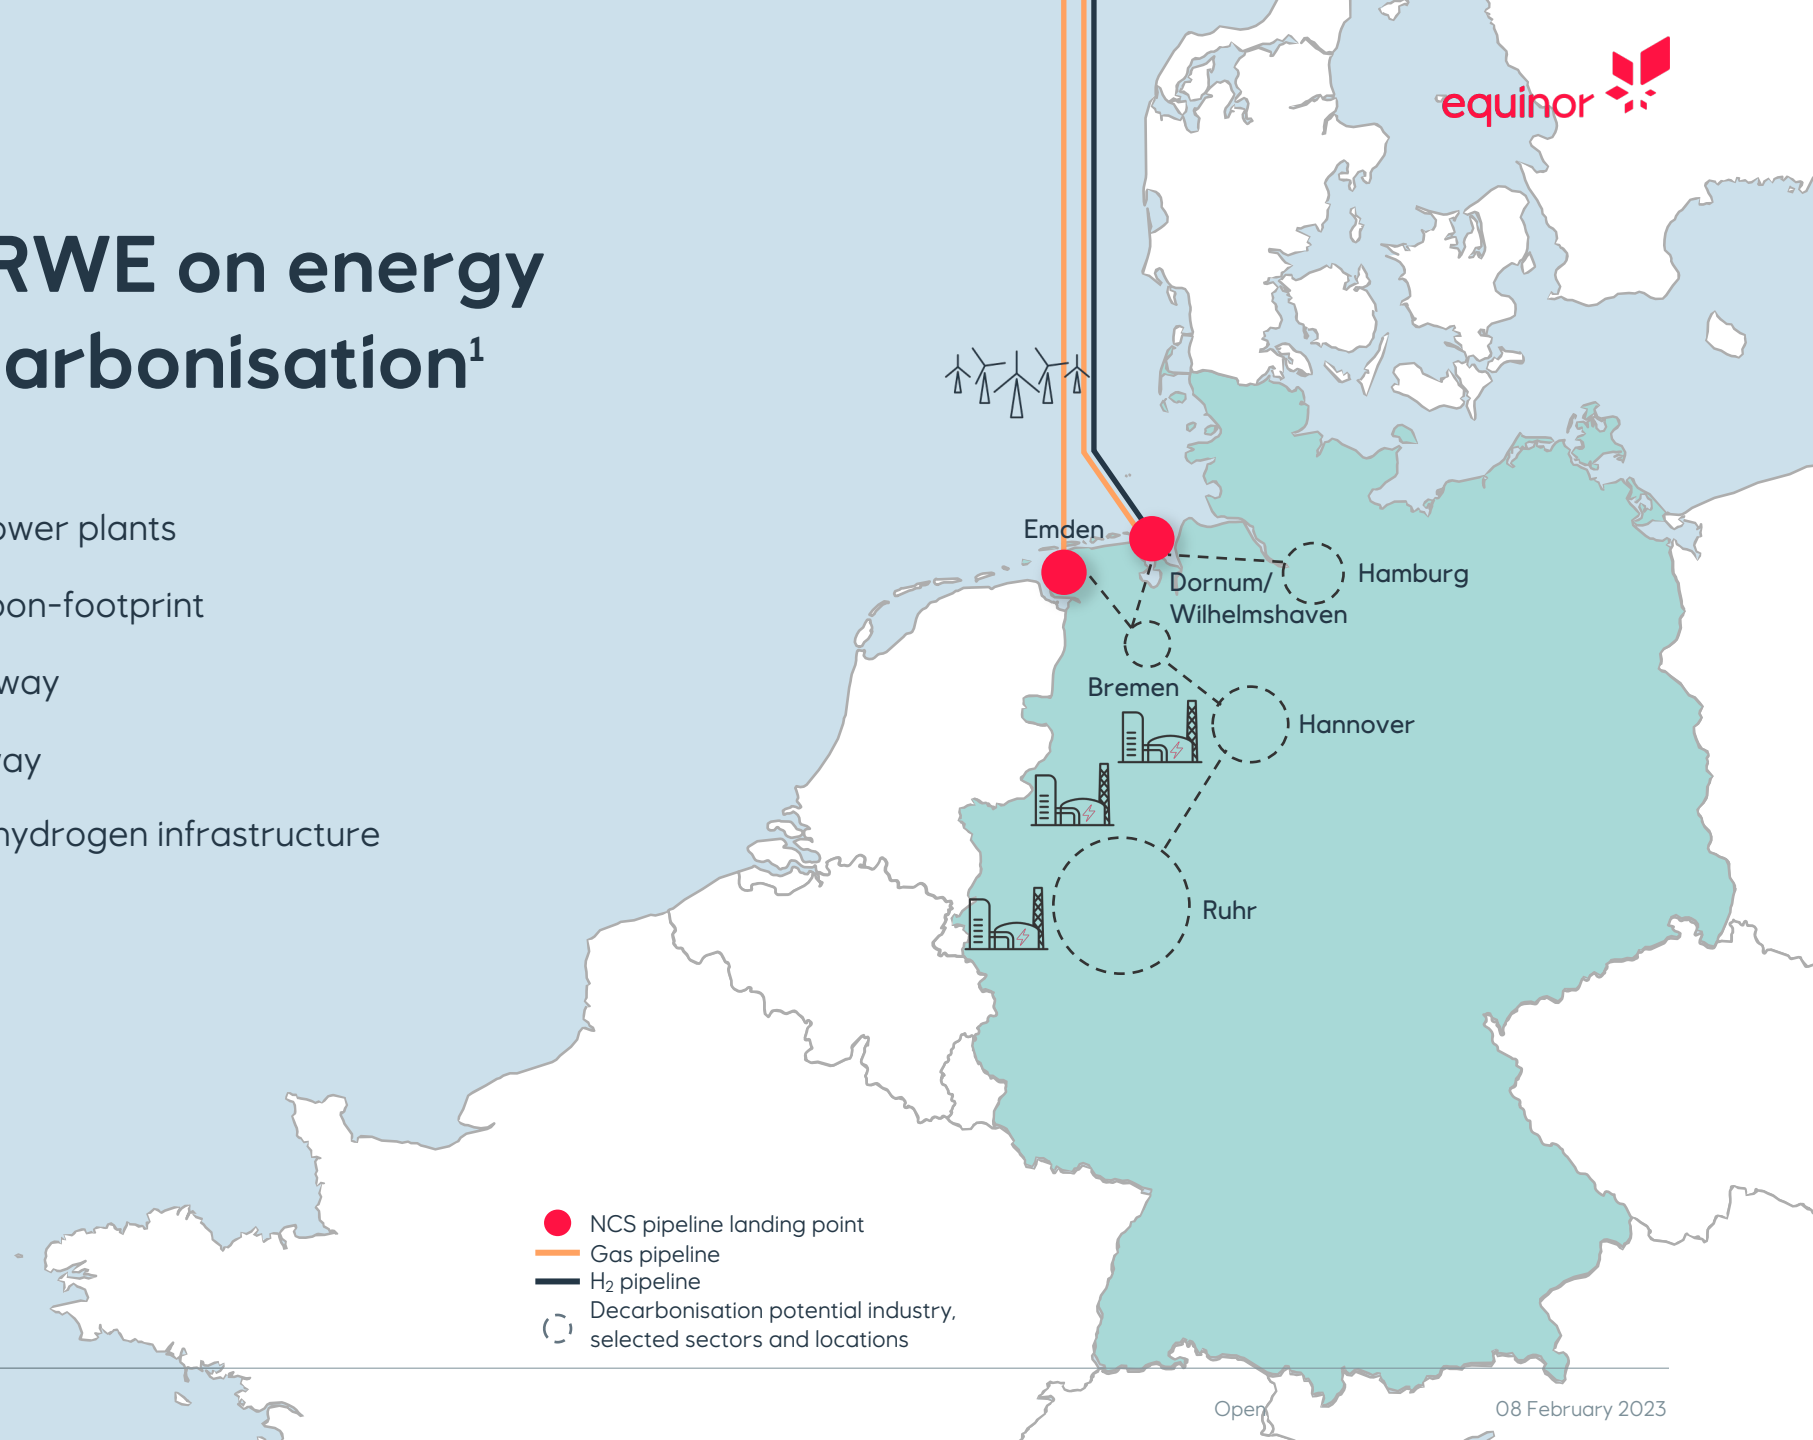 equinor
RWE on energy
arbonisation¹
ower plants
bon-footprint
way
ay
hydrogen infrastructure
Emden
Dornum/
Wilhelmshaven
Hamburg
Bremen
Hannover
Ruhr
NCS pipeline landing point
Gas pipeline
H₂ pipeline
Decarbonisation potential industry,
selected sectors and locations
Open
08 February 2023